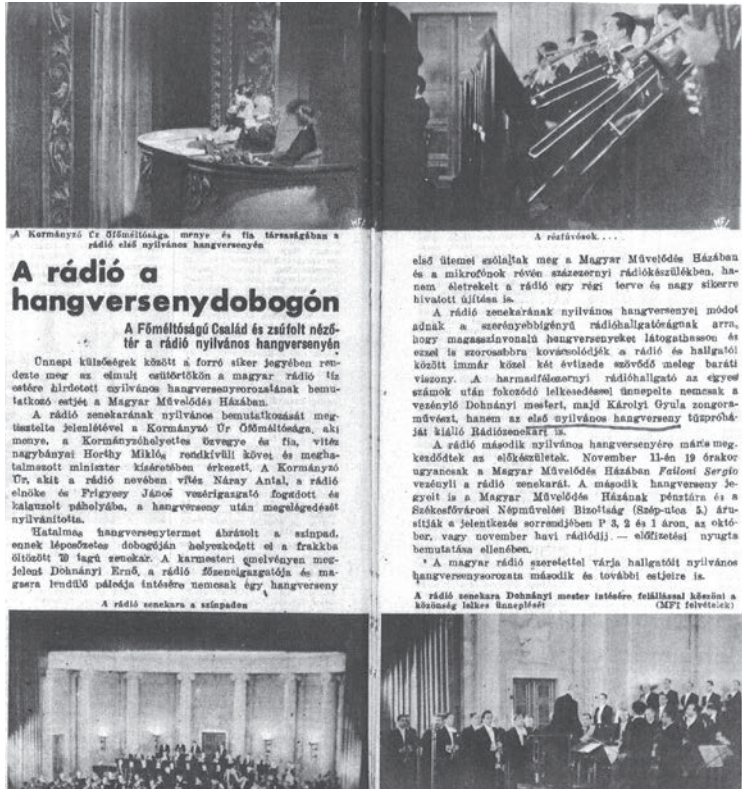 A Kormányzó Úr Őfőméltósága menye és fia társaságában a
rádió első nyilvános hangversenyén
A rádió a
hangversenydobogón
A Főméltóságú Család és zsúfolt néző-
tér a rádió nyilvános hangversenyén
Ünnepi külsőségek között a forró siker jegyében ren-
dezte meg az elmult csütörtökön a magyar rádió tíz
estére hirdetett nyilvános hangversenysorozatának bemu-
tatkozó estjét a Magyar Művelődés Házában.
A rádió zenekarának nyilvános bemutatkozását meg-
tisztelte jelenlétével a Kormányzó Úr Őfőméltósága, aki
menye, a Kormányzóhelyettes özvegye és fia, vitéz
nagybányai Horthy Miklós rendkívüli követ és megha-
talmazott miniszter kíséretében érkezett. A Kormányzó
Úr, akit a rádió nevében vitéz Náray Antal, a rádió
elnöke és Frigyesy János vezérigazgató fogadott és
kalauzolt páholyába, a hangverseny után megelégedését
nyilvánította.
Hatalmas hangversenytermet ábrázolt a színpad,
ennek lépcsőzetes dobogóján helyezkedett el a frakkba
öltözött 70 tagú zenekar. A karmesteri emelvényen meg-
jelent Dohnányi Ernő, a rádió főzeneigazgatója és ma-
gasra lendülő pálcája intésére nemcsak egy hangverseny
A rádió zenekara a színpadon
A rézfúvósok....
első ütemei szólaltak meg a Magyar Művelődés Házában
és a mikrofónok révén százezernyi rádiókészülékben, ha-
nem életrekelt a rádió egy régi terve és nagy sikerre
hivatott újítása is.
A rádió zenekarának nyilvános hangversenyei módot
adnak a szerényebbigényű rádióhallgatóságnak arra,
hogy magasszínvonalú hangversenyeket látogathasson és
ezzel is szorosabbra kovácsolódjék a rádió és hallgatói
között immár közel két évtizede szövődő meleg baráti
viszony. A harmadfélezernyi rádióhallgató az egyes
számok után fokozódó lelkesedéssel ünnepelte nemcsak a
vezénylő Dohnányi mestert, majd Károlyi Gyula zongora-
művészt, hanem az első nyilvános hangverseny tűzpróbá-
ját kiálló Rádiózenekart is.
A rádió második nyilvános hangversenyére máris meg-
kezdődtek az előkészületek. November 11-én 19 órakor
ugyancsak a Magyar Művelődés Házában Failoni Sergio
vezényli a rádió zenekarát. A második hangverseny je-
gyeit is a Magyar Művelődés Házának pénztára és a
Székesfővárosi Népművelési Bizottság (Szép-utca 5.) áru-
sítják a jelentkezés sorrendjében P 3, 2 és 1 áron, az októ-
ber, vagy november havi rádiódíj — előfizetési nyugta
bemutatása ellenében.
A magyar rádió szeretettel várja hallgatóit nyilvános
hangversenysorozata második és további estjeire is.
A rádió zenekara Dohnányi mester intésére felállással köszöni a
közönség lelkes ünneplését (MFI felvételek)